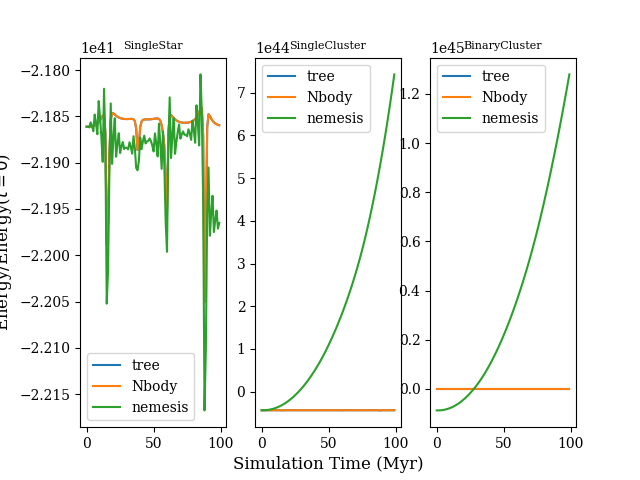 1e41 SingleStar
1e44 SingleCluster
1e45 BinaryCluster
−2.180
−2.185
−2.190
−2.195
−2.200
−2.205
−2.210
−2.215
0 50 100
tree
Nbody
nemesis
7
6
5
4
3
2
1
0
0 50 100
tree
Nbody
nemesis
1.2
1.0
0.8
0.6
0.4
0.2
0.0
0 50 100
tree
Nbody
nemesis
Energy/Energy(t = 0)
Simulation Time (Myr)